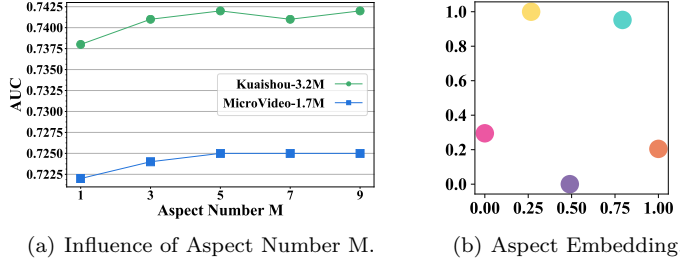 0.7425
0.7400
0.7375
0.7350
0.7325
0.7300
0.7275
0.7250
0.7225
AUC
Kuaishou-3.2M
MicroVideo-1.7M
1 3 5 7 9
Aspect Number M
(a) Influence of Aspect Number M.
1.0
0.8
0.6
0.4
0.2
0.0
0.00 0.25 0.50 0.75 1.00
(b) Aspect Embedding